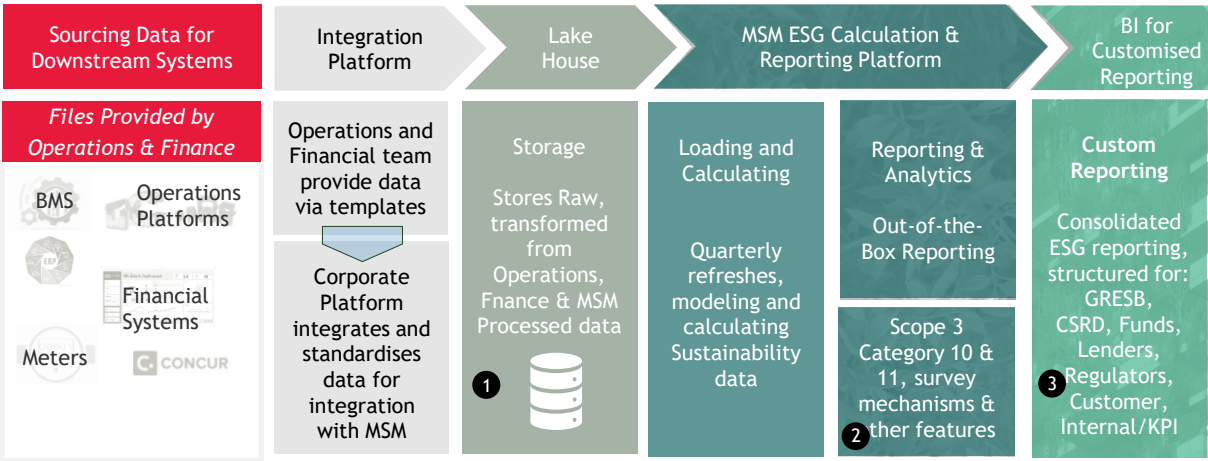 Sourcing Data for
Downstream Systems
Integration
Platform
Lake
House
MSM ESG Calculation &
Reporting Platform
BI for
Customised
Reporting
Files Provided by
Operations & Finance
BMS
Operations
Platforms
ERP
Financial
Systems
Meters
C. CONCUR
Operations and
Financial team
provide data
via templates
Corporate
Platform
integrates and
standardises
data for
integration
with MSM
Storage
Stores Raw,
transformed
from
Operations,
Fnance & MSM
Processed data
1
Loading and
Calculating
Quarterly
refreshes,
modeling and
calculating
Sustainability
data
Reporting &
Analytics
Out-of-the-
Box Reporting
Scope 3
Category 10 &
11, survey
mechanisms &
2 ther features
Custom
Reporting
Consolidated
ESG reporting,
structured for:
GRESB,
CSRD, Funds,
Lenders,
3 Regulators,
Customer,
Internal/KPI